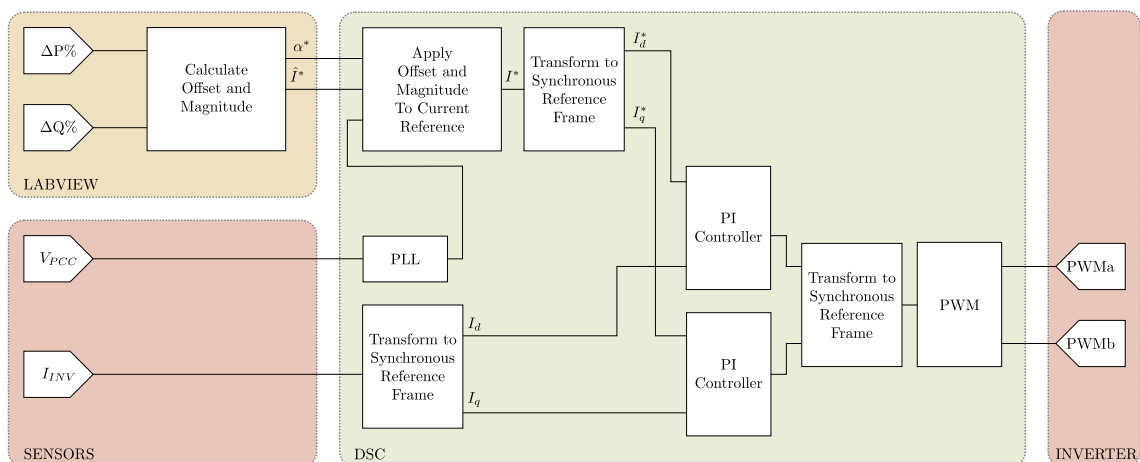 ΔP%
ΔQ%
Calculate
Offset and
Magnitude
LABVIEW
α*
Î*
Apply
Offset and
Magnitude
To Current
Reference
I*
Transform to
Synchronous
Reference
Frame
I_d^*
I_q^*
V_PCC
I_INV
SENSORS
PLL
Transform to
Synchronous
Reference
Frame
I_d
I_q
PI
Controller
PI
Controller
Transform to
Synchronous
Reference
Frame
PWM
DSC
PWMa
PWMb
INVERTER